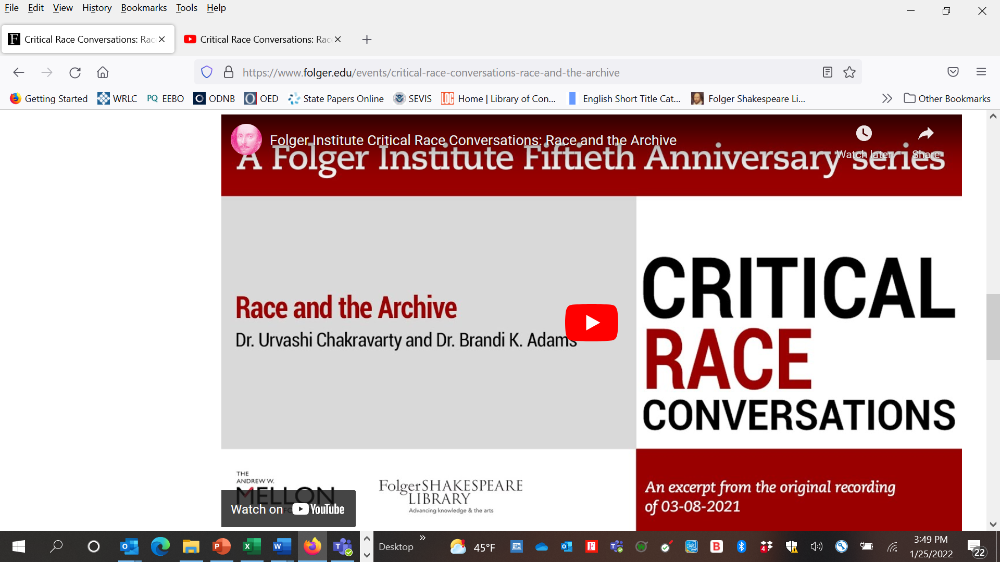 File Edit View History Bookmarks Tools Help
Critical Race Conversations: Rac
Critical Race Conversations: Rac
https://www.folger.edu/events/critical-race-conversations-race-and-the-archive
Getting Started WRLC PQ EEBO ODNB OED State Papers Online SEVIS LOC Home | Library of Con... English Short Title Cat... Folger Shakespeare Li... Other Bookmarks
Folger Institute Critical Race Conversations: Race and the Archive
Watch later Share
A Folger Institute Fiftieth Anniversary series
Race and the Archive
Dr. Urvashi Chakravarty and Dr. Brandi K. Adams
CRITICAL
RACE
CONVERSATIONS
THE
ANDREW W.
MELLON
Watch on YouTube
Folger SHAKESPEARE
LIBRARY
Advancing knowledge & the arts
An excerpt from the original recording
of 03-08-2021
Desktop
45°F
3:49 PM
1/25/2022
22